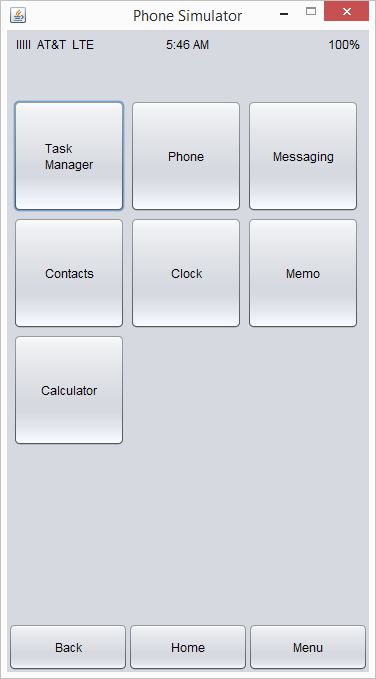 Phone Simulator
IIIII AT&T LTE 5:46 AM 100%
Task
Manager
Phone
Messaging
Contacts
Clock
Memo
Calculator
Back
Home
Menu